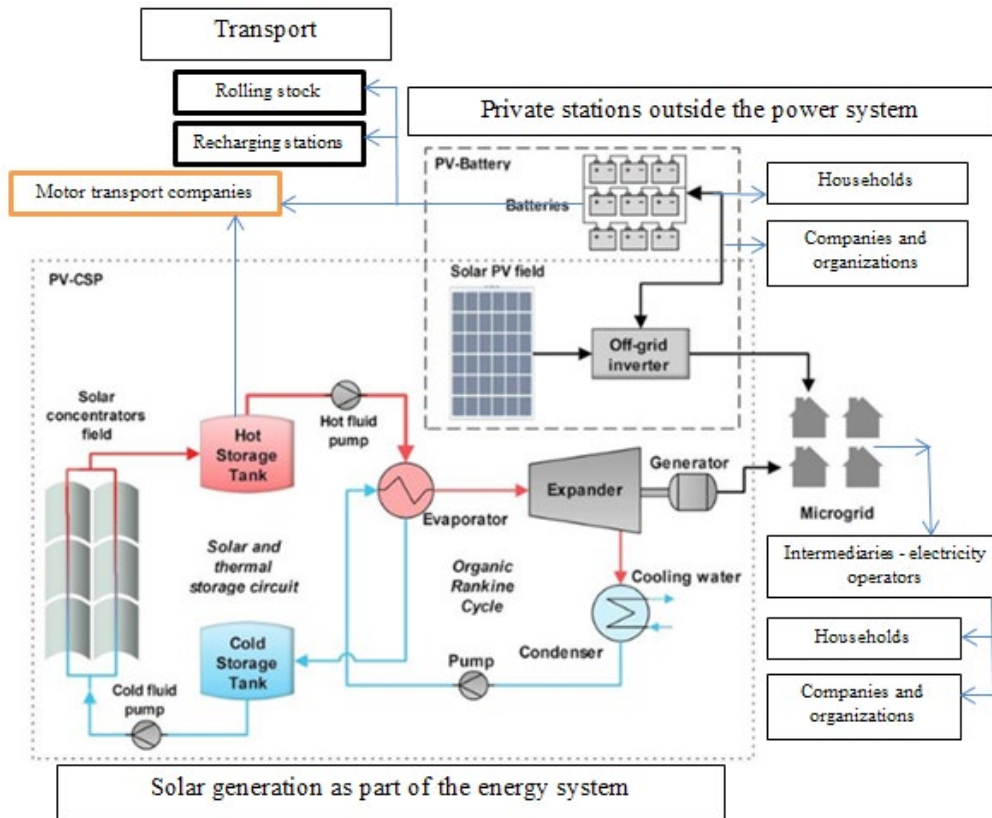 Transport
Rolling stock
Recharging stations
Motor transport companies
Private stations outside the power system
PV-Battery
Batteries
Households
Companies and
organizations
PV-CSP
Solar PV field
Off-grid
inverter
Solar
concentrators
field
Hot
Storage
Tank
Hot fluid
pump
Evaporator
Expander
Generator
Microgrid
Solar and
thermal
storage circuit
Organic
Rankine
Cycle
Cooling water
Condenser
Intermediaries - electricity
operators
Cold
Storage
Tank
Pump
Cold fluid
pump
Households
Companies and
organizations
Solar generation as part of the energy system